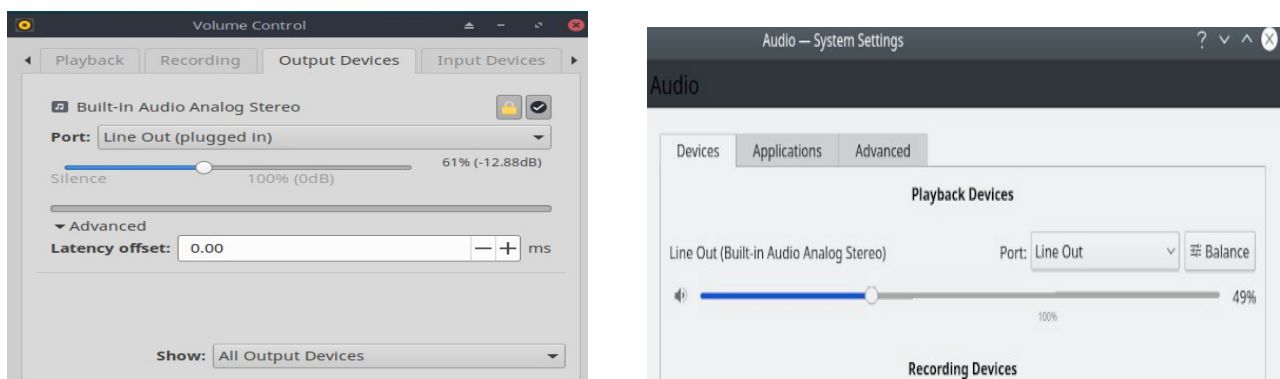 Volume Control
Playback Recording Output Devices Input Devices
Built-in Audio Analog Stereo
Port: Line Out (plugged in)
61% (-12.88dB)
Silence 100% (0dB)
Advanced
Latency offset: 0.00 ms
Show: All Output Devices
Audio — System Settings
Audio
Devices Applications Advanced
Playback Devices
Line Out (Built-in Audio Analog Stereo) Port: Line Out Balance
49%
100%
Recording Devices